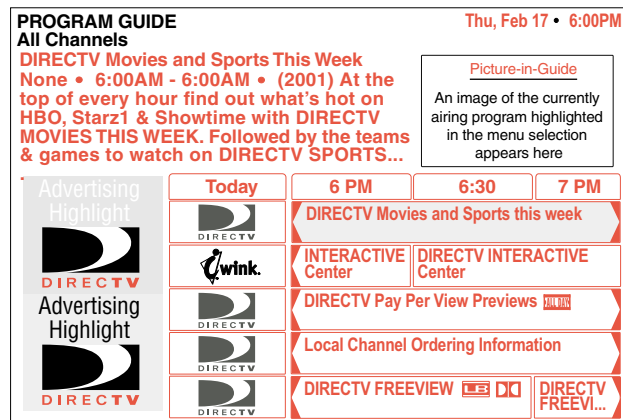 PROGRAM GUIDE
Thu, Feb 17 • 6:00PM
All Channels
DIRECTV Movies and Sports This Week
None • 6:00AM - 6:00AM • (2001) At the
top of every hour find out what's hot on
HBO, Starz1 & Showtime with DIRECTV
MOVIES THIS WEEK. Followed by the teams
& games to watch on DIRECTV SPORTS...
Picture-in-Guide
An image of the currently
airing program highlighted
in the menu selection
appears here
Advertising
Highlight
DIRECTV
Advertising
Highlight
DIRECTV
Today 6 PM 6:30 7 PM
DIRECTV
DIRECTV Movies and Sports this week
wink.
INTERACTIVE
Center
DIRECTV INTERACTIVE
Center
DIRECTV
DIRECTV Pay Per View Previews ALL DAY
DIRECTV
Local Channel Ordering Information
DIRECTV
DIRECTV FREEVIEW LB
DIRECTV
FREEVI...